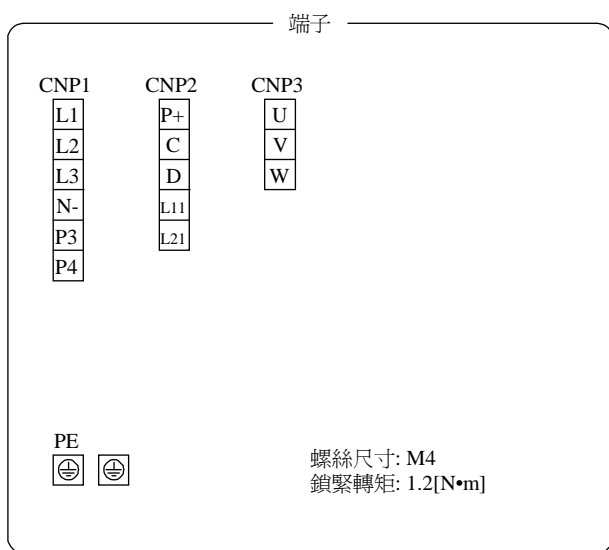 端子
CNP1 CNP2 CNP3
L1 P+ U
L2 C V
L3 D W
N- L11
P3 L21
P4
PE
螺絲尺寸: M4
鎖緊轉矩: 1.2[N•m]